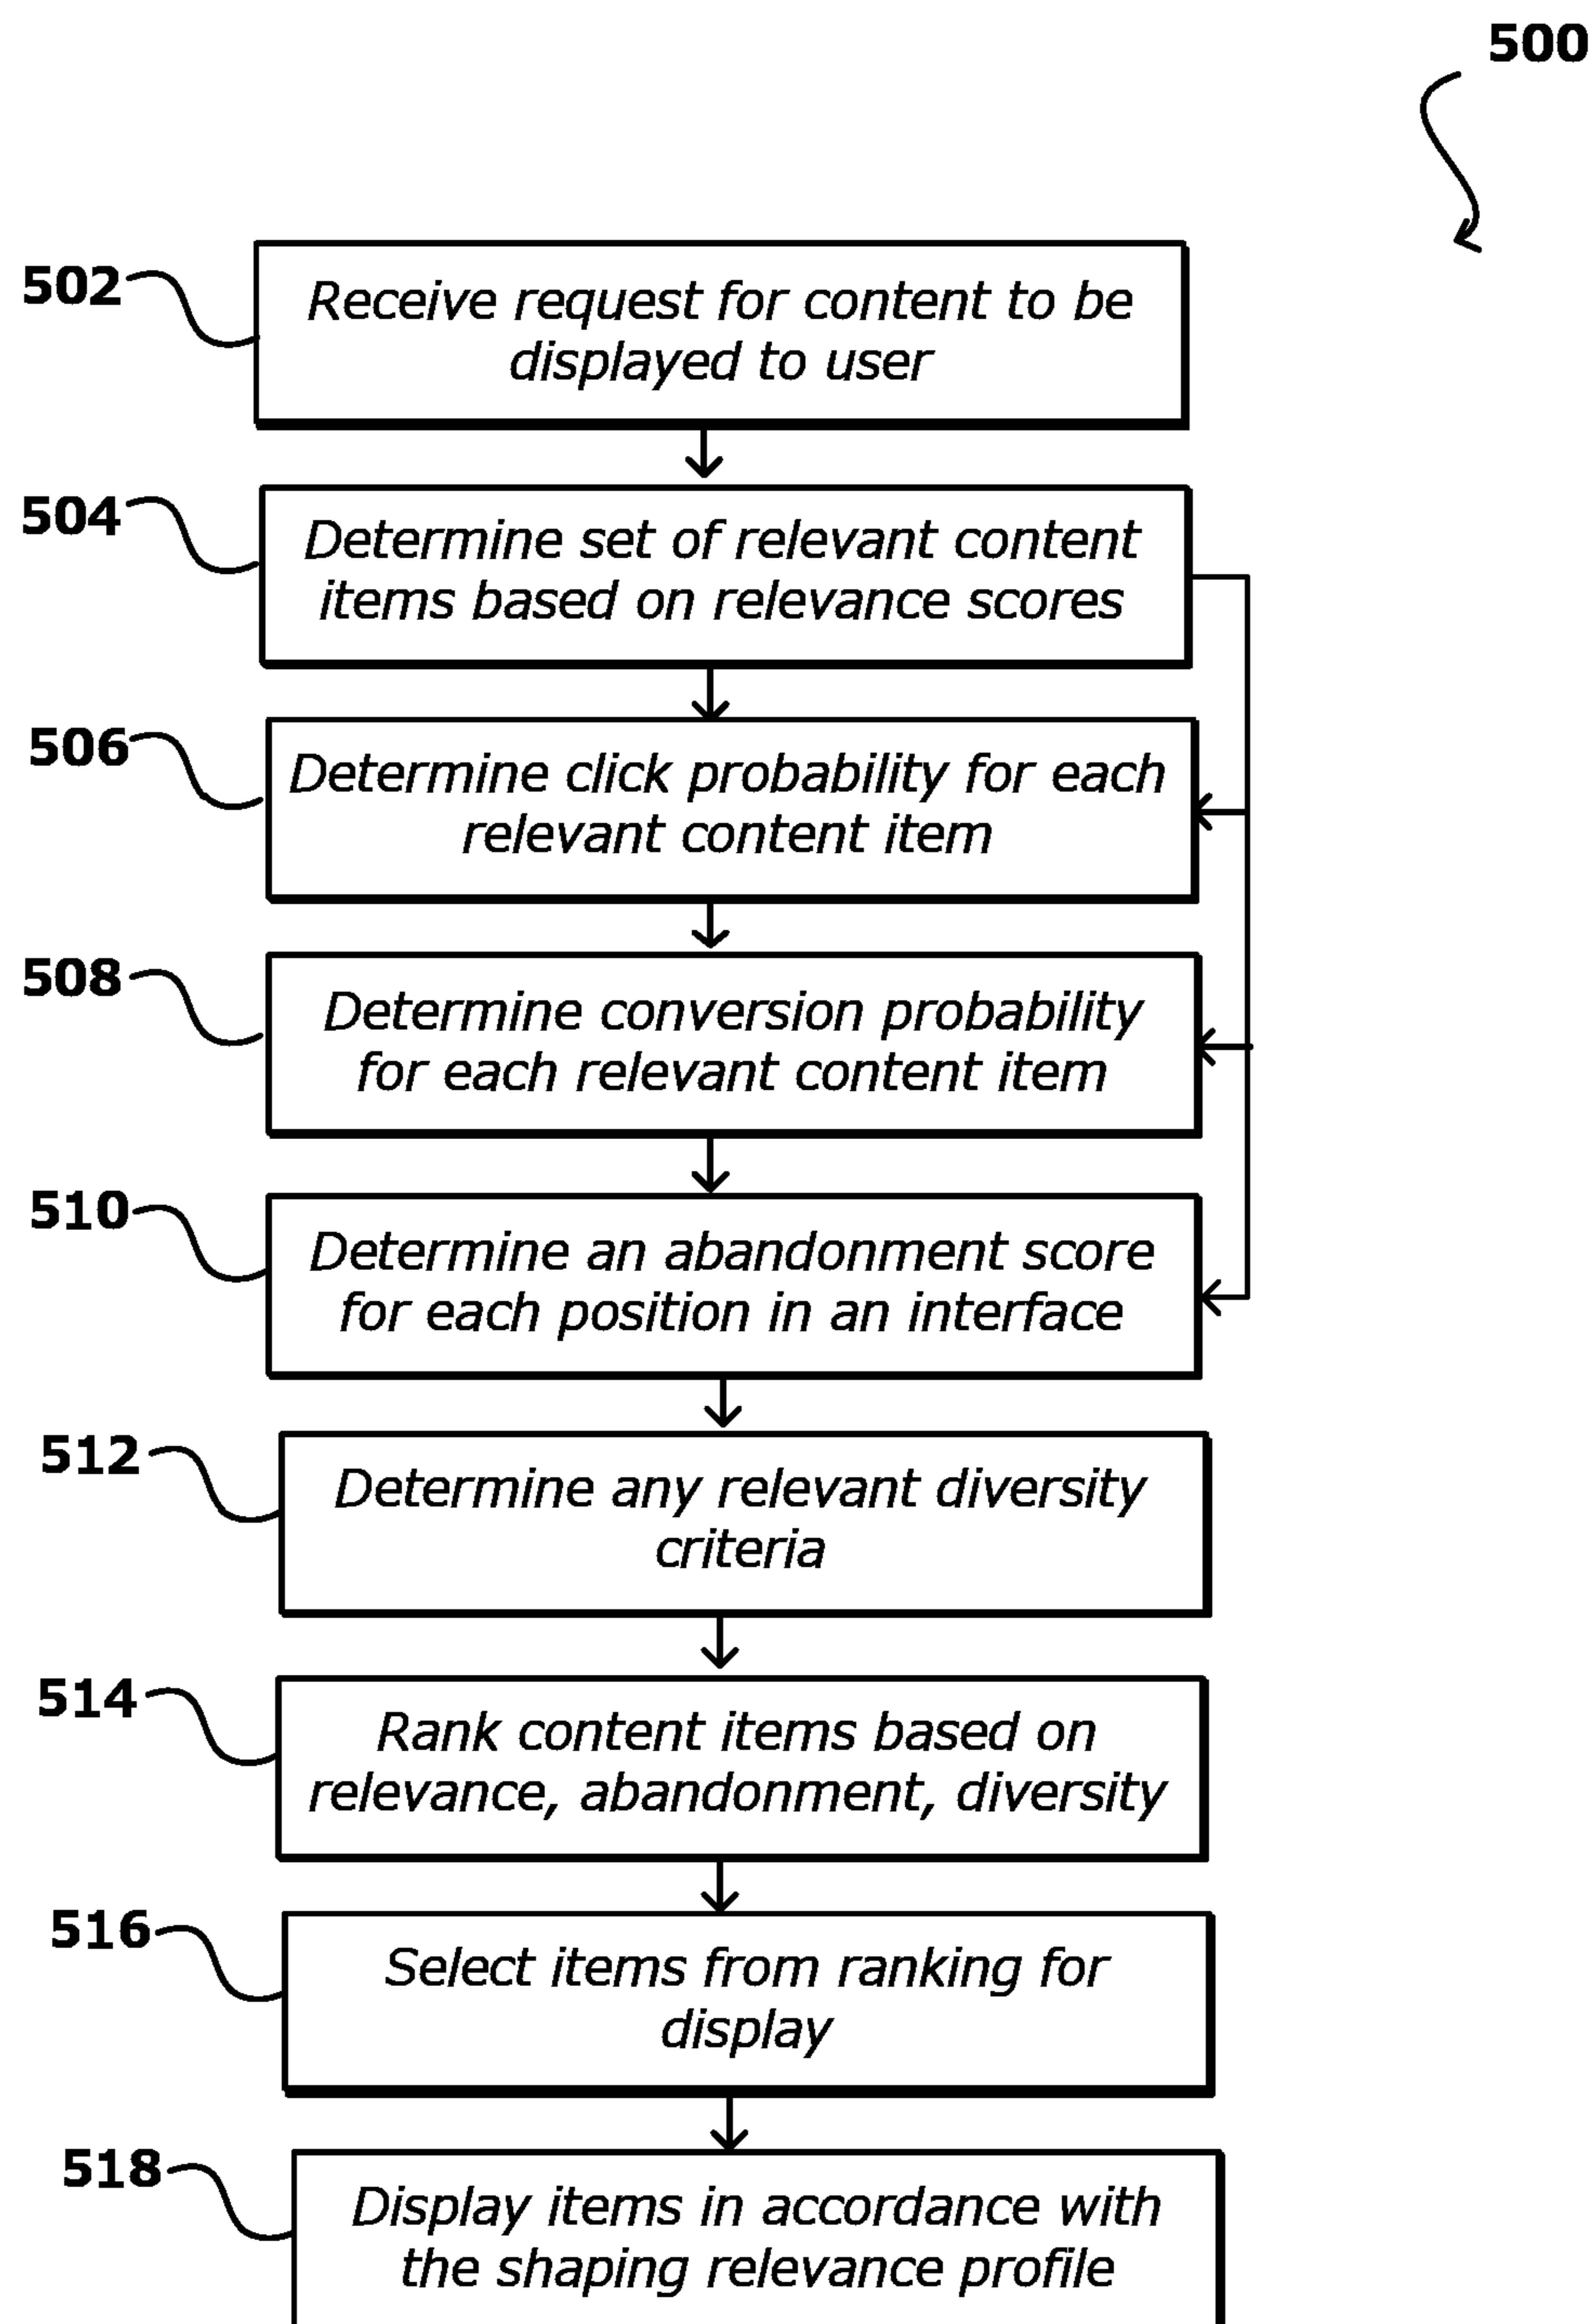 500
502
Receive request for content to be
displayed to user
504
Determine set of relevant content
items based on relevance scores
506
Determine click probability for each
relevant content item
508
Determine conversion probability
for each relevant content item
510
Determine an abandonment score
for each position in an interface
512
Determine any relevant diversity
criteria
514
Rank content items based on
relevance, abandonment, diversity
516
Select items from ranking for
display
518
Display items in accordance with
the shaping relevance profile